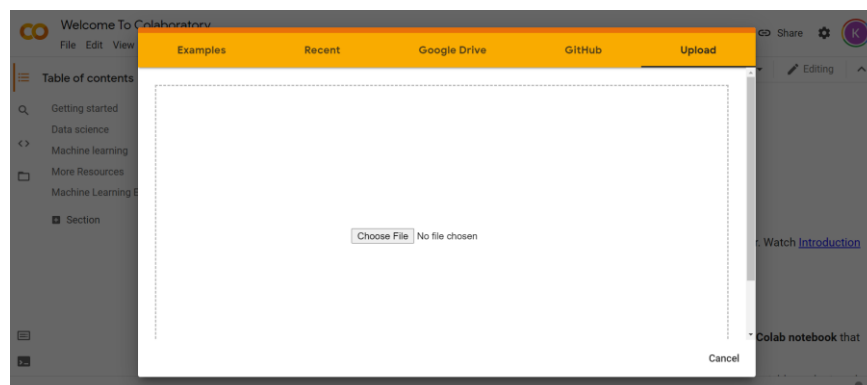 Welcome To Colaboratory
File Edit View
Share
K
Examples Recent Google Drive GitHub Upload
Editing
Table of contents
Getting started
Data science
Machine learning
More Resources
Machine Learning E
Section
Choose File No file chosen
r. Watch Introduction
Colab notebook that
Cancel